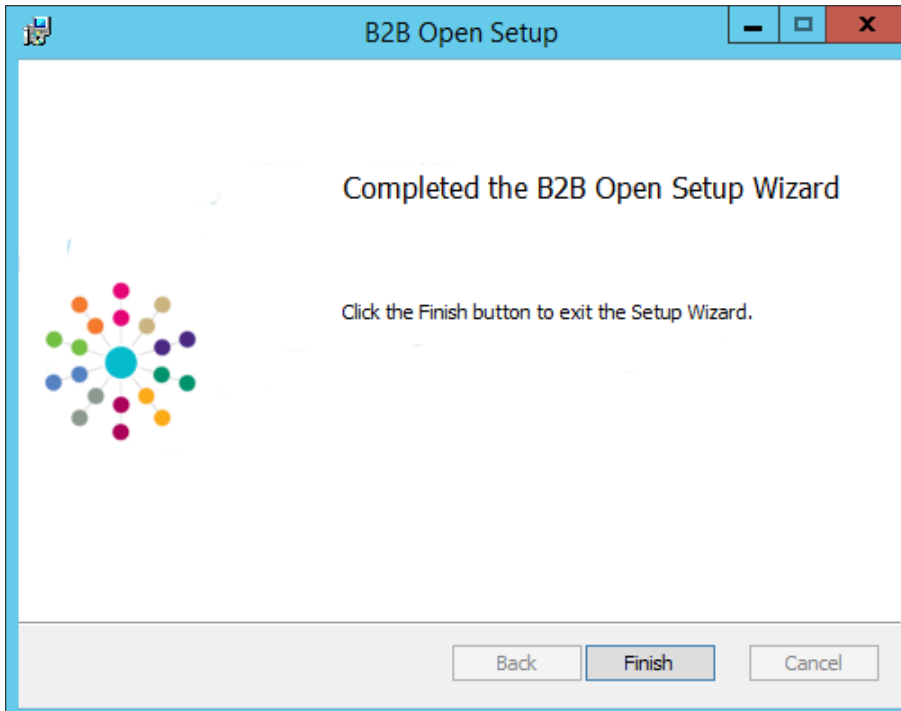 B2B Open Setup
Completed the B2B Open Setup Wizard
Click the Finish button to exit the Setup Wizard.
Back Finish Cancel